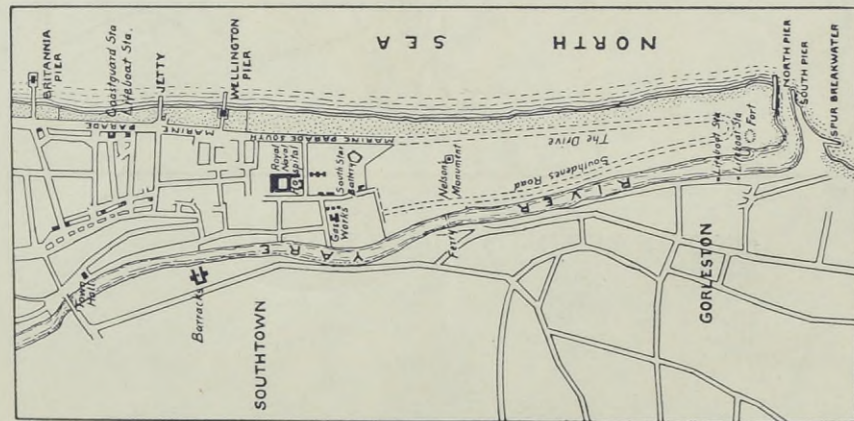 BRITANNIA
PIER
Coastguard Sta
Lifeboat Sta.
JETTY
WELLINGTON
PIER
NORTH SEA
MARINE PARADE
MARINE PARADE SOUTH
Royal
Naval
Hospital
South Star
Battery
Gas
Works
Nelson
Monument
The Drive
Southdenes Road
RIVER YARE
Ferry
Town
Hall
Barracks
SOUTHTOWN
GORLESTON
Lifeboat Sta
Lookout Sta
Fort
NORTH PIER
SOUTH PIER
SPUR BREAKWATER